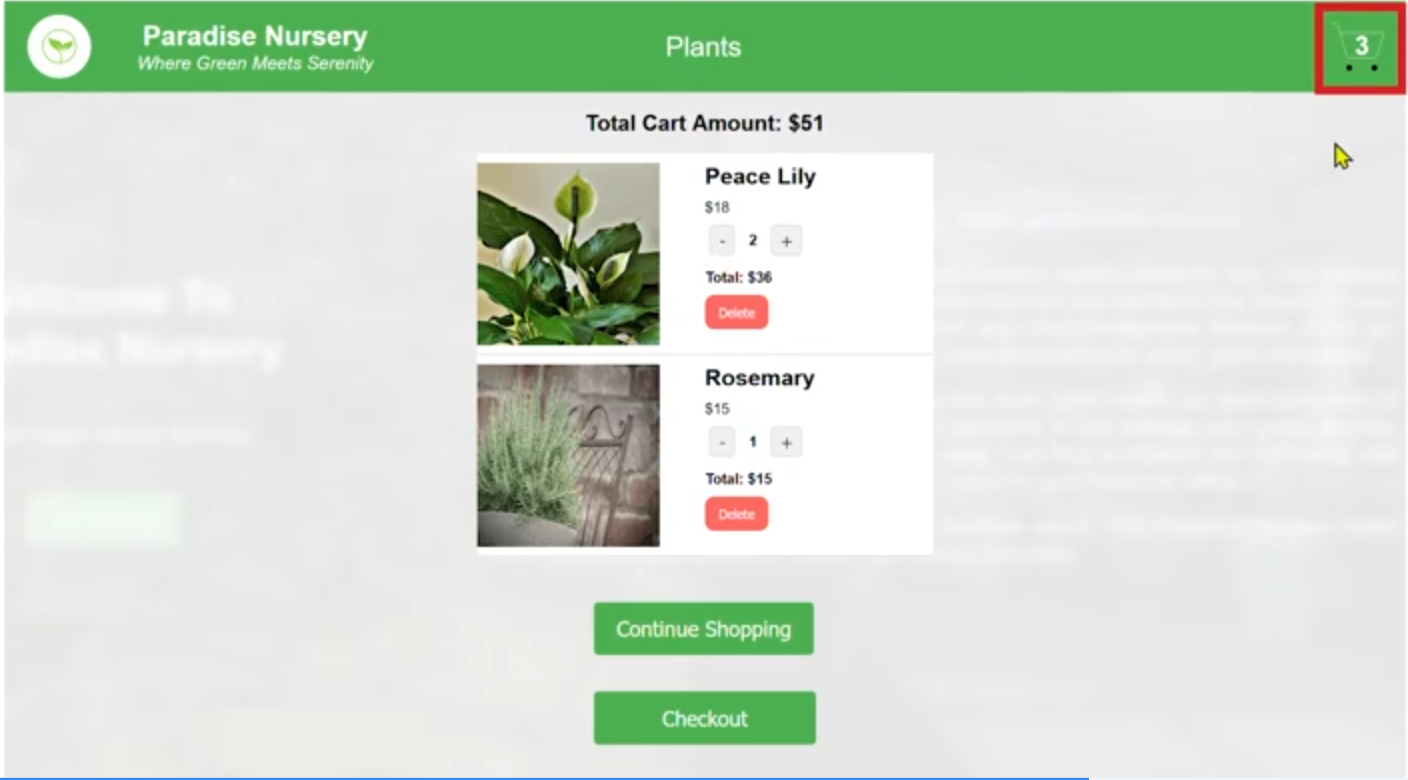 Paradise Nursery
Where Green Meets Serenity
Plants
3
Total Cart Amount: $51
Peace Lily
$18
- 2 +
Total: $36
Delete
Rosemary
$15
- 1 +
Total: $15
Delete
Continue Shopping
Checkout